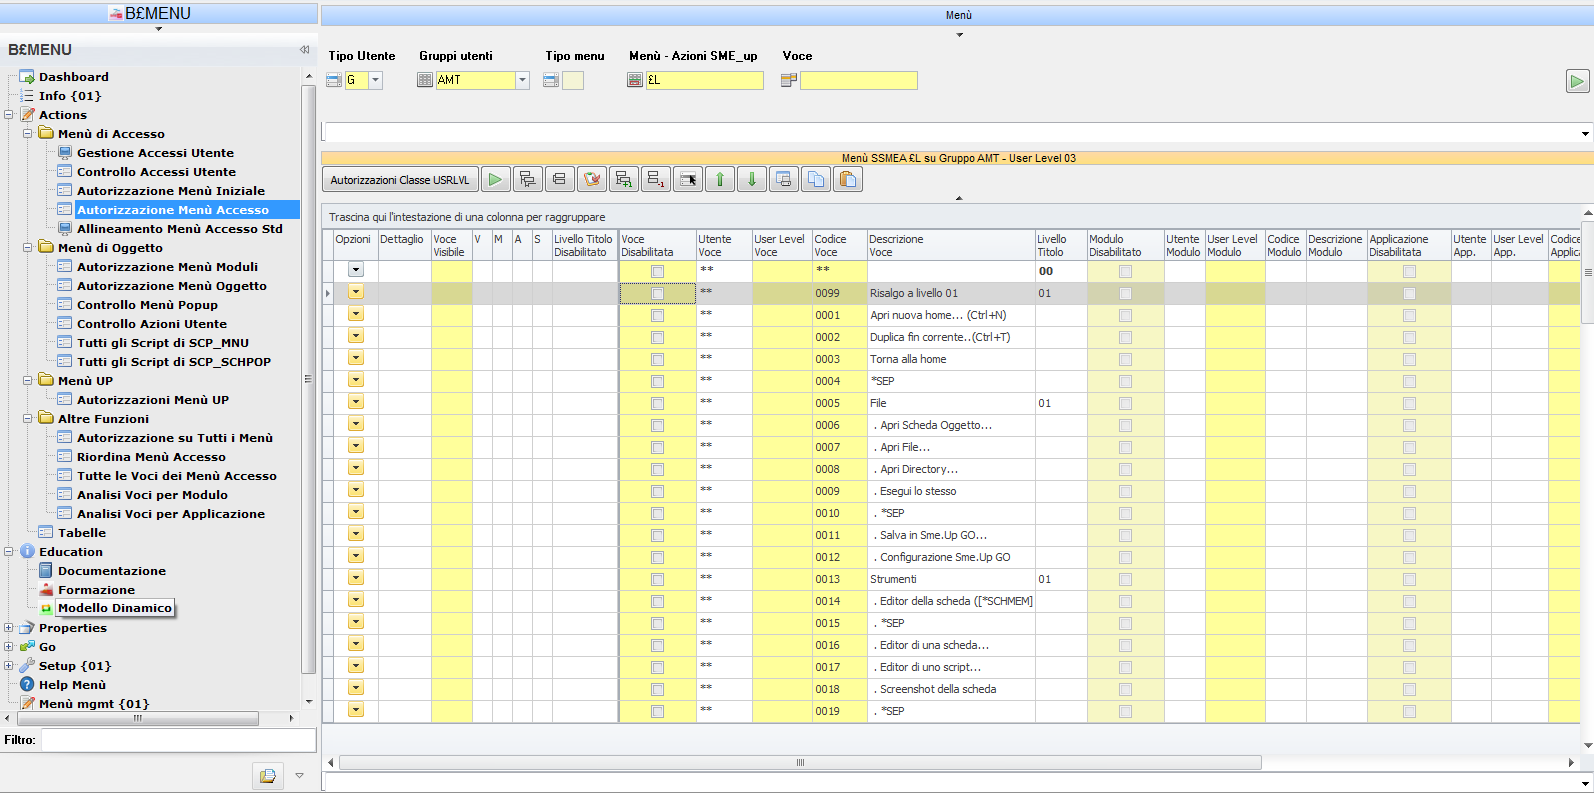 B£MENU
Menù
B£MENU
Dashboard
Info {01}
Actions
Menù di Accesso
Gestione Accessi Utente
Controllo Accessi Utente
Autorizzazione Menù Iniziale
Autorizzazione Menù Accesso
Allineamento Menù Accesso Std
Menù di Oggetto
Autorizzazione Menù Moduli
Autorizzazione Menù Oggetto
Controllo Menù Popup
Controllo Azioni Utente
Tutti gli Script di SCP_MNU
Tutti gli Script di SCP_SCHPOP
Menù UP
Autorizzazioni Menù UP
Altre Funzioni
Autorizzazione su Tutti i Menù
Riordina Menù Accesso
Tutte le Voci dei Menù Accesso
Analisi Voci per Modulo
Analisi Voci per Applicazione
Tabelle
Education
Documentazione
Formazione
Modello Dinamico
Properties
Go
Setup {01}
Help Menù
Menù mgmt {01}
Filtro:
Tipo Utente Gruppi utenti Tipo menu Menù - Azioni SME_up Voce
G AMT £L
Menù SSMEA £L su Gruppo AMT - User Level 03
Autorizzazioni Classe USRLVL
Trascina qui l'intestazione di una colonna per raggruppare
Opzioni Dettaglio Voce Visibile V M A S Livello Titolo Disabilitato Voce Disabilitata Utente Voce User Level Voce Codice Voce Descrizione Voce Livello Titolo Modulo Disabilitato Utente Modulo User Level Modulo Codice Modulo Descrizione Modulo Applicazione Disabilitata Utente App. User Level App. Codice Applica
** ** 00
** 0099 Risalgo a livello 01 01
** 0001 Apri nuova home... (Ctrl+N)
** 0002 Duplica fin corrente..(Ctrl+T)
** 0003 Torna alla home
** 0004 *SEP
** 0005 File 01
** 0006 . Apri Scheda Oggetto...
** 0007 . Apri File...
** 0008 . Apri Directory...
** 0009 . Esegui lo stesso
** 0010 . *SEP
** 0011 . Salva in Sme.Up GO...
** 0012 . Configurazione Sme.Up GO
** 0013 Strumenti 01
** 0014 . Editor della scheda ([*SCHMEM]
** 0015 . *SEP
** 0016 . Editor di una scheda...
** 0017 . Editor di uno script...
** 0018 . Screenshot della scheda
** 0019 . *SEP